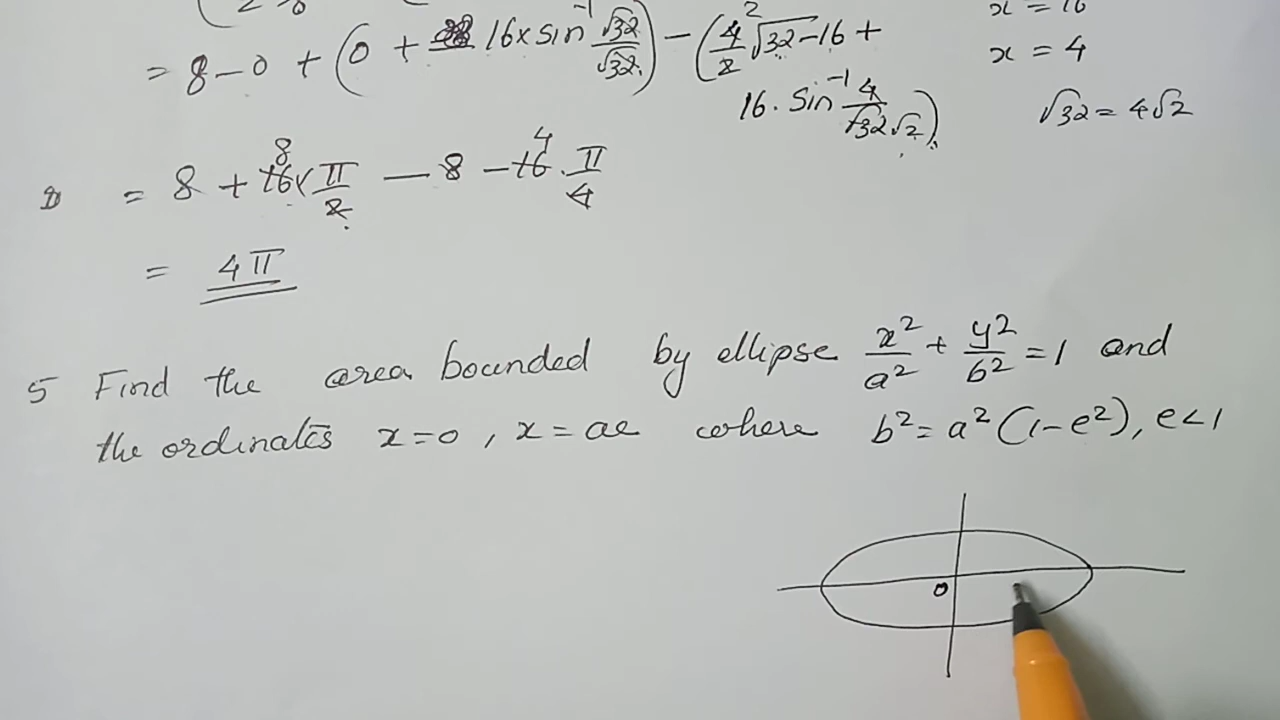 x = 16
= 8 - 0 + (0 + 16 × sin⁻¹ √32/√32) - (4/2 √32-16 +
x = 4
16 . sin⁻¹ 4/√32 √2)
√32 = 4√2
= 8 + 16 × π/2 - 8 - 16 . π/4
= 4π
5 Find the area bounded by ellipse x²/a² + y²/b² = 1 and
the ordinates x=0, x=ae where b² = a² (1-e²), e<1
0